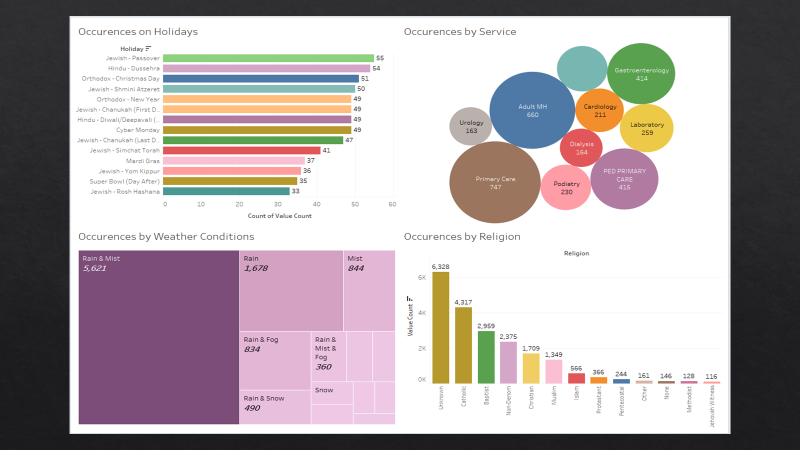 Occurences on Holidays
Holiday
Jewish - Passover 55
Hindu - Dussehra 54
Orthodox - Christmas Day 51
Jewish - Shmini Atzeret 50
Orthodox - New Year 49
Jewish - Chanukah (First D.. 49
Hindu - Diwali/Deepavali (.. 49
Cyber Monday 49
Jewish - Chanukah (Last D.. 47
Jewish - Simchat Torah 41
Mardi Gras 37
Jewish - Yom Kippur 36
Super Bowl (Day After) 35
Jewish - Rosh Hashana 33
0 10 20 30 40 50 60
Count of Value Count
Occurences by Service
Gastroenterology
414
Adult MH
660
Cardiology
211
Urology
163
Laboratory
259
Dialysis
164
Primary Care
747
PED PRIMARY
CARE
416
Podiatry
230
Occurences by Weather Conditions
Rain & Mist
5,621
Rain
1,678
Mist
844
Rain & Fog
834
Rain &
Mist &
Fog
360
Snow
Rain & Snow
490
Occurences by Religion
Religion
Value Count
6K
4K
2K
0K
6,328
4,317
2,959
2,375
1,709
1,349
566
366
244
161
146
128
116
Unknown
Catholic
Baptist
Non-Denom
Christian
Muslim
Islam
Protestant
Pentecostal
Other
None
Methodist
Jehovah Witness